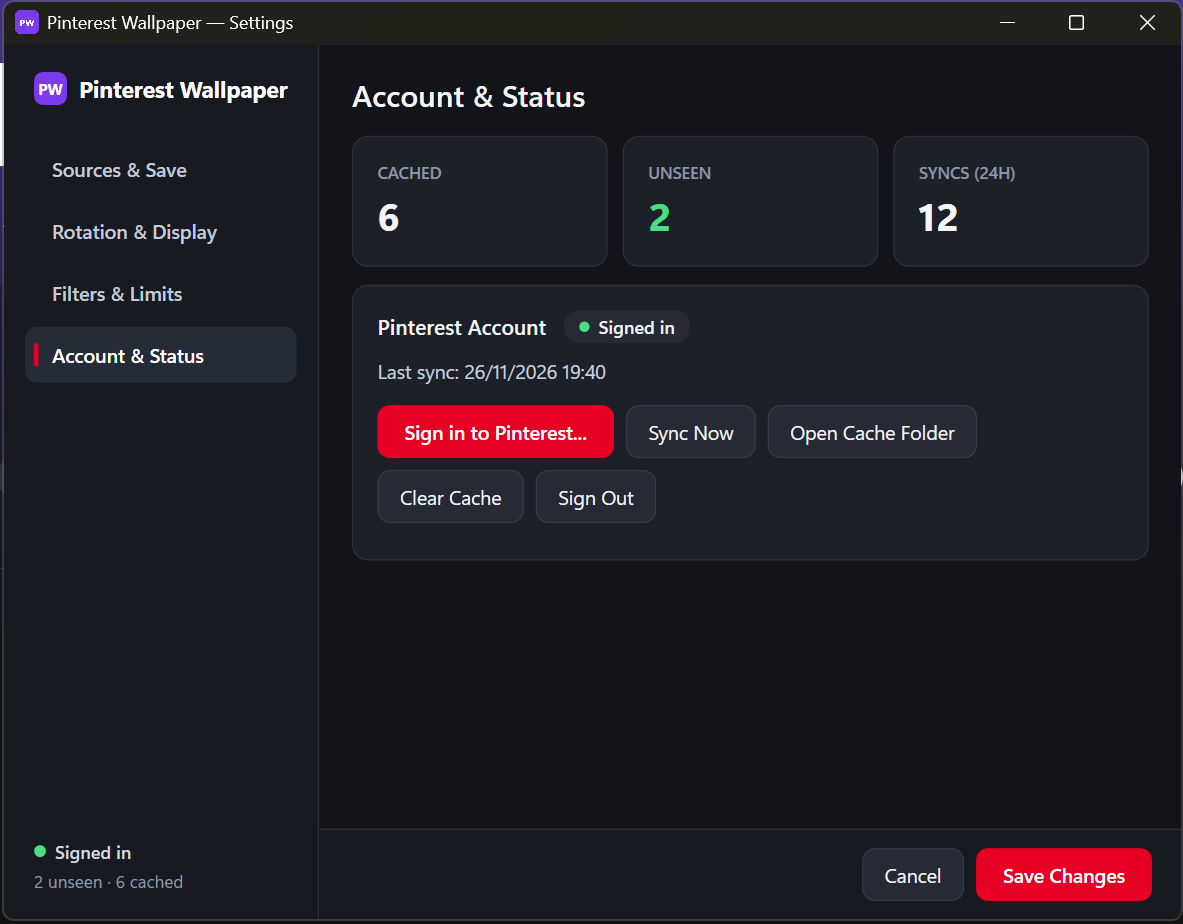 PW Pinterest Wallpaper — Settings
PW Pinterest Wallpaper
Sources & Save
Rotation & Display
Filters & Limits
Account & Status
Signed in
2 unseen · 6 cached
Account & Status
CACHED
6
UNSEEN
2
SYNCS (24H)
12
Pinterest Account Signed in
Last sync: 26/11/2026 19:40
Sign in to Pinterest... Sync Now Open Cache Folder
Clear Cache Sign Out
Cancel Save Changes